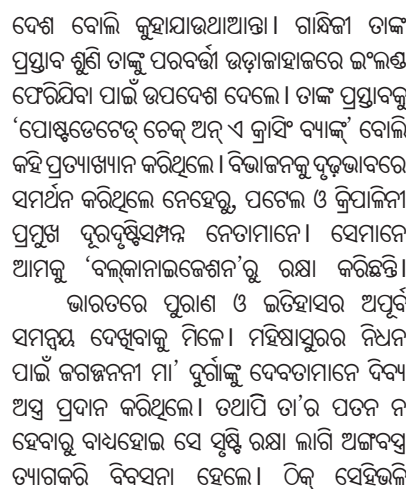 ଦେଶ ବୋଲି କୁହାଯାଉଥାଆନ୍ତା। ଗାନ୍ଧିଜୀ ତାଙ୍କ
ପ୍ରସ୍ତାବ ଶୁଣି ତାଙ୍କୁ ପରବର୍ତ୍ତୀ ଉଡ଼ାଜାହାଜରେ ଇଂଲଣ୍ଡ
ଫେରିଯିବା ପାଇଁ ଉପଦେଶ ଦେଲେ। ତାଙ୍କ ପ୍ରସ୍ତାବକୁ
‘ପୋଷ୍ଟଡେଟେଡ୍ ଚେକ୍ ଅନ୍ ଏ କ୍ରାସିଂ ବ୍ୟାଙ୍କ’ ବୋଲି
କହି ପ୍ରତ୍ୟାଖ୍ୟାନ କରିଥିଲେ। ବିଭାଜନକୁ ଦୃଢ଼ଭାବରେ
ସମର୍ଥନ କରିଥିଲେ ନେହେରୁ, ପଟେଲ ଓ କ୍ରିପାଳିନୀ
ପ୍ରମୁଖ ଦୂରଦୃଷ୍ଟିସମ୍ପନ୍ନ ନେତାମାନେ। ସେମାନେ
ଆମକୁ ‘ବଲ୍କାନାଇଜେଶନ’ରୁ ରକ୍ଷା କରିଛନ୍ତି।
ଭାରତରେ ପୁରାଣ ଓ ଇତିହାସର ଅପୂର୍ବ
ସମନ୍ୱୟ ଦେଖିବାକୁ ମିଳେ। ମହିଷାସୁରର ନିଧନ
ପାଇଁ ଜଗଜ୍ଜନନୀ ମା’ ଦୁର୍ଗାଙ୍କୁ ଦେବତାମାନେ ଦିବ୍ୟ
ଅସ୍ତ୍ର ପ୍ରଦାନ କରିଥିଲେ। ତଥାପି ତା’ର ପତନ ନ
ହେବାରୁ ବାଧ୍ୟହୋଇ ସେ ସୃଷ୍ଟି ରକ୍ଷା ଲାଗି ଅଙ୍ଗବସ୍ତ୍ର
ତ୍ୟାଗକରି ବିବସନା ହେଲେ। ଠିକ୍ ସେହିଭଳି